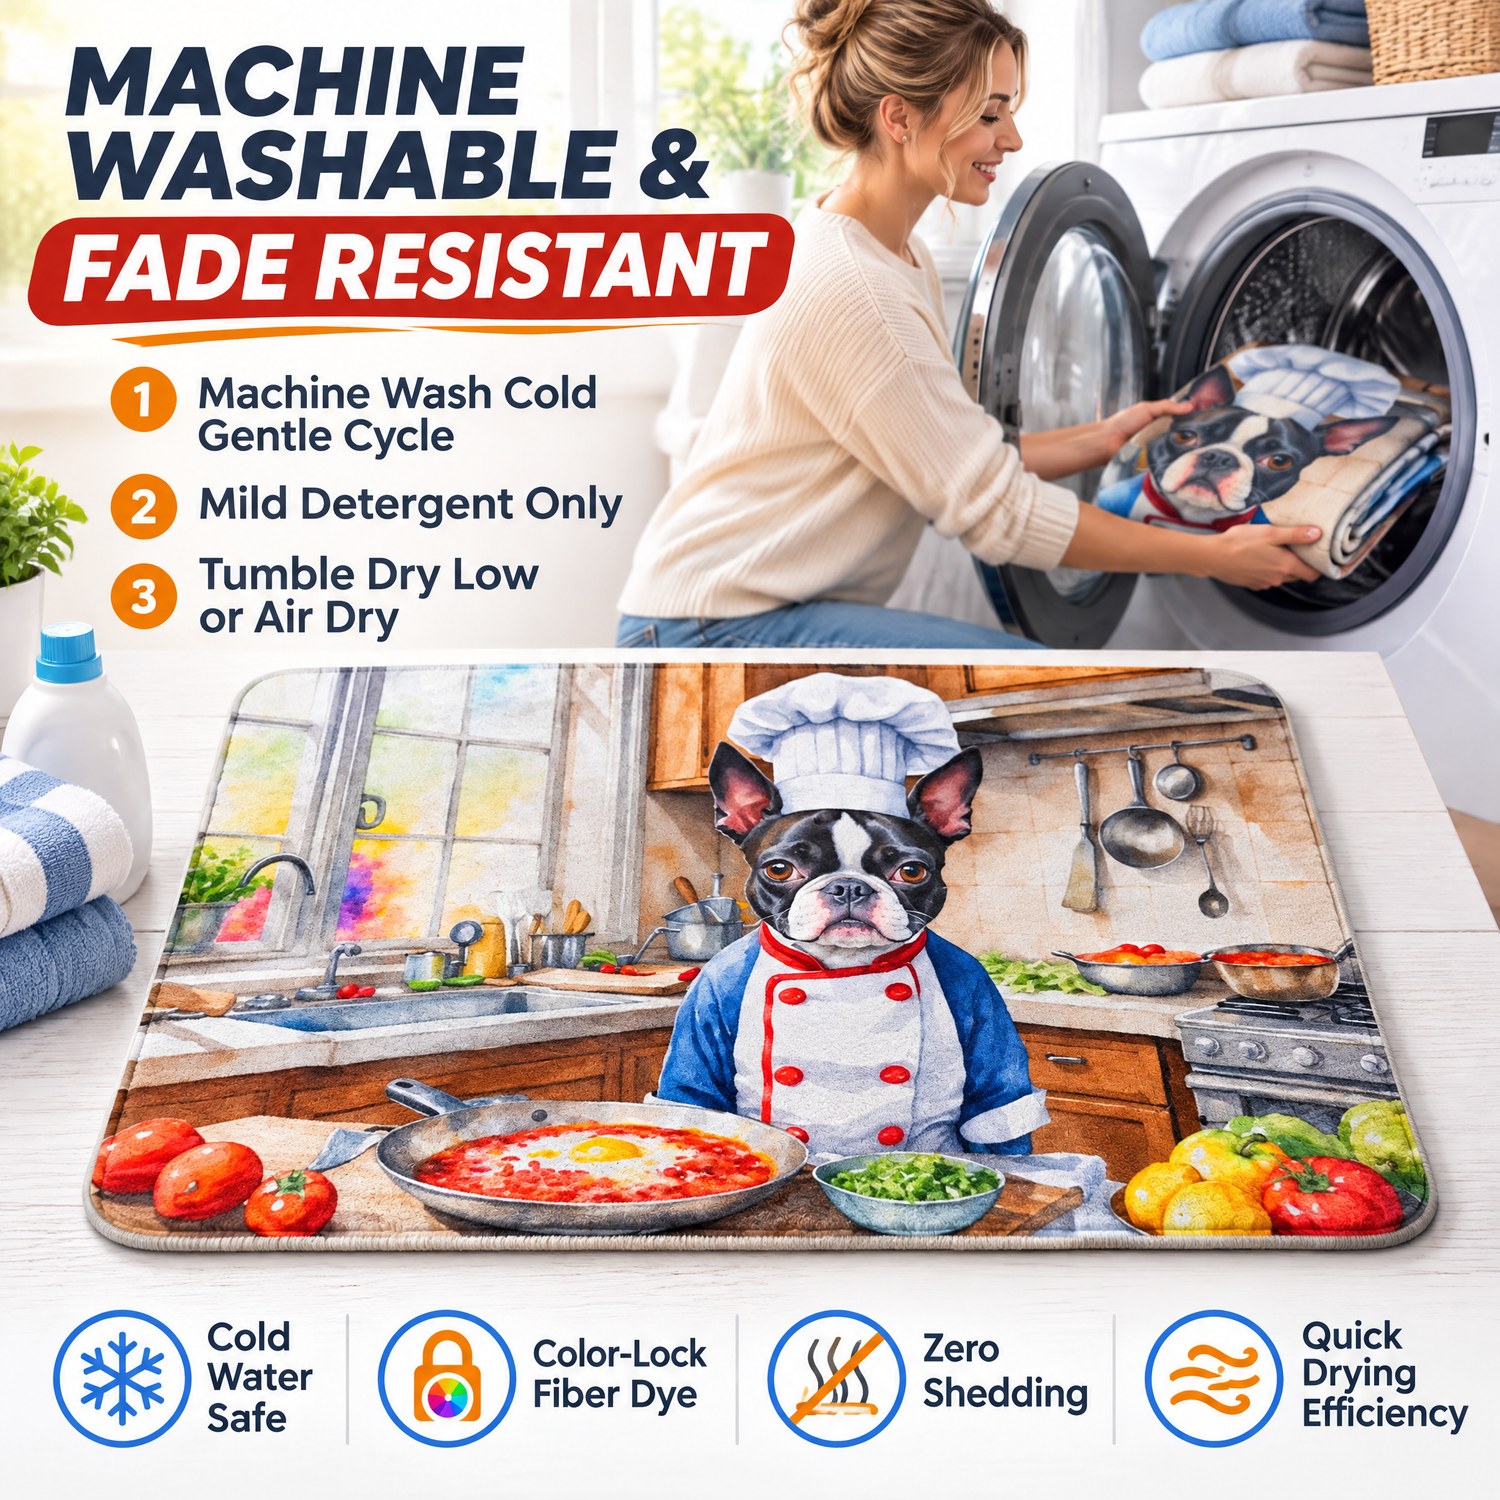 MACHINE
WASHABLE &
FADE RESISTANT
1 Machine Wash Cold
Gentle Cycle
2 Mild Detergent Only
3 Tumble Dry Low
or Air Dry
Cold
Water
Safe
Color-Lock
Fiber Dye
Zero
Shedding
Quick
Drying
Efficiency